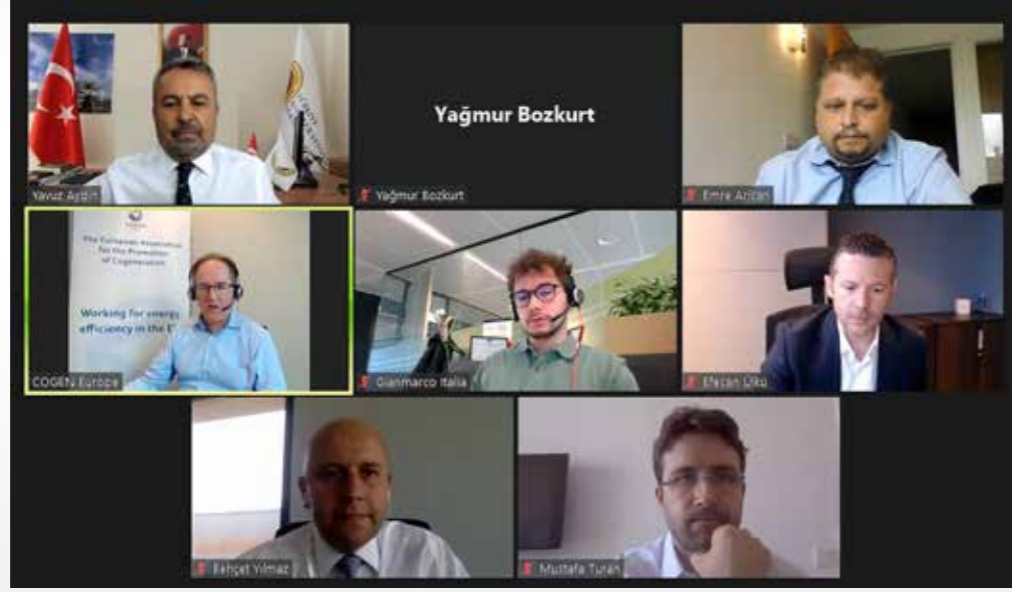 Yağmur Bozkurt
Yavuz Aydın
Yağmur Bozkurt
Emre Arıcan
The European Association
for the Promotion
of Cogeneration
Working for energy
efficiency in the E
COGEN Europe
Gianmarco Italia
Efecan Ülkü
Behçet Yılmaz
Mustafa Turan